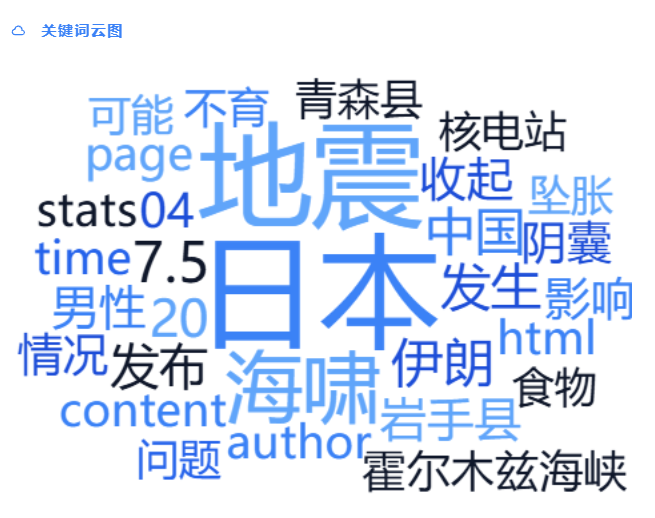 关键词云图
青森县
可能
不育
核电站
地震
page
收起
坠胀
stats
04
中国
阴囊
time
7.5
日本
发生
影响
男性
20
html
情况
发布
伊朗
海啸
食物
content
岩手县
author
问题
霍尔木兹海峡